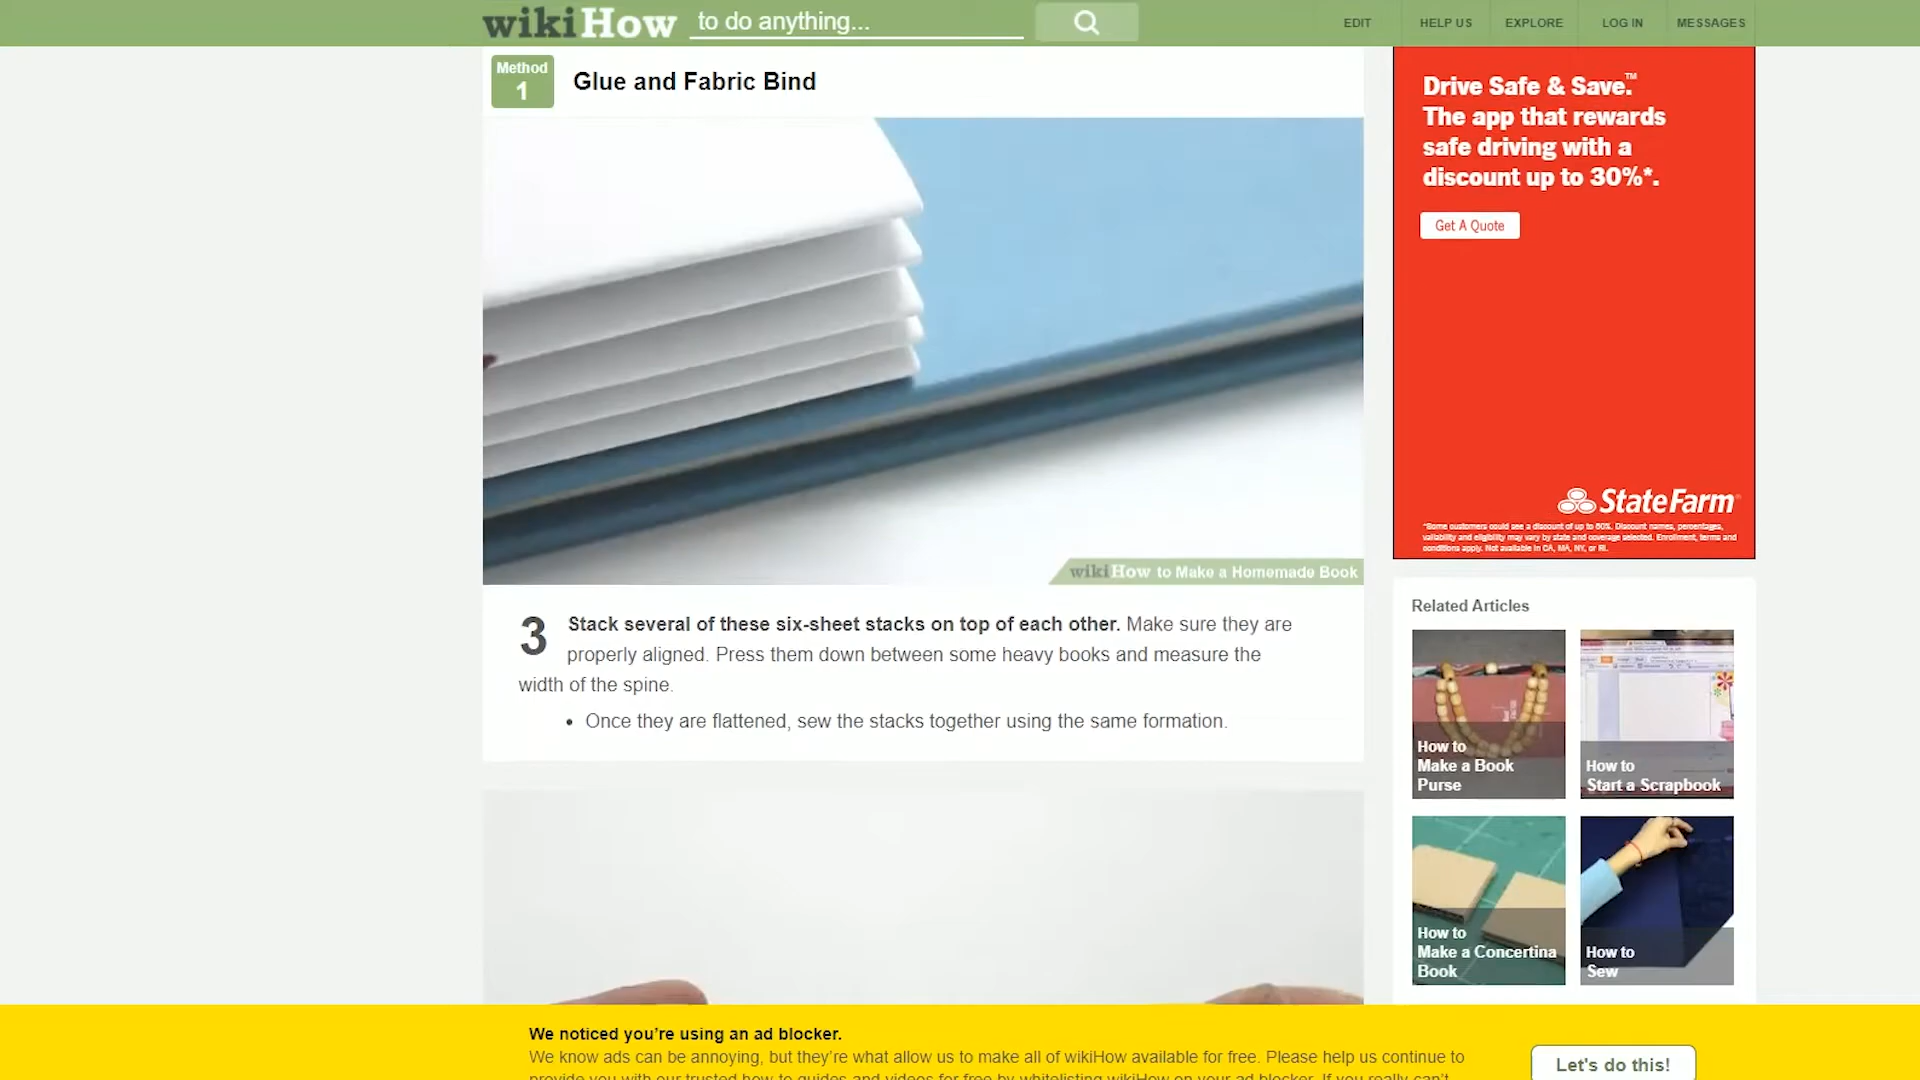 wikiHow to do anything...
EDIT HELP US EXPLORE LOG IN MESSAGES
Method
1
Glue and Fabric Bind
wikiHow to Make a Homemade Book
3 Stack several of these six-sheet stacks on top of each other. Make sure they are
properly aligned. Press them down between some heavy books and measure the
width of the spine.
• Once they are flattened, sew the stacks together using the same formation.
Drive Safe & Save.™
The app that rewards
safe driving with a
discount up to 30%*.
Get A Quote
StateFarm
*Some customers could see a discount of up to 50%. Discount names, percentages,
availability and eligibility may vary by state and coverage selected. Enrollment, terms and
conditions apply. Not available in CA, MA, NY, or RI.
Related Articles
How to
Make a Book
Purse
How to
Start a Scrapbook
How to
Make a Concertina
Book
How to
Sew
We noticed you're using an ad blocker.
We know ads can be annoying, but they're what allow us to make all of wikiHow available for free. Please help us continue to
provide you with our trusted how-to guides and videos for free by whitelisting wikiHow on your ad blocker. If you really can't
Let's do this!